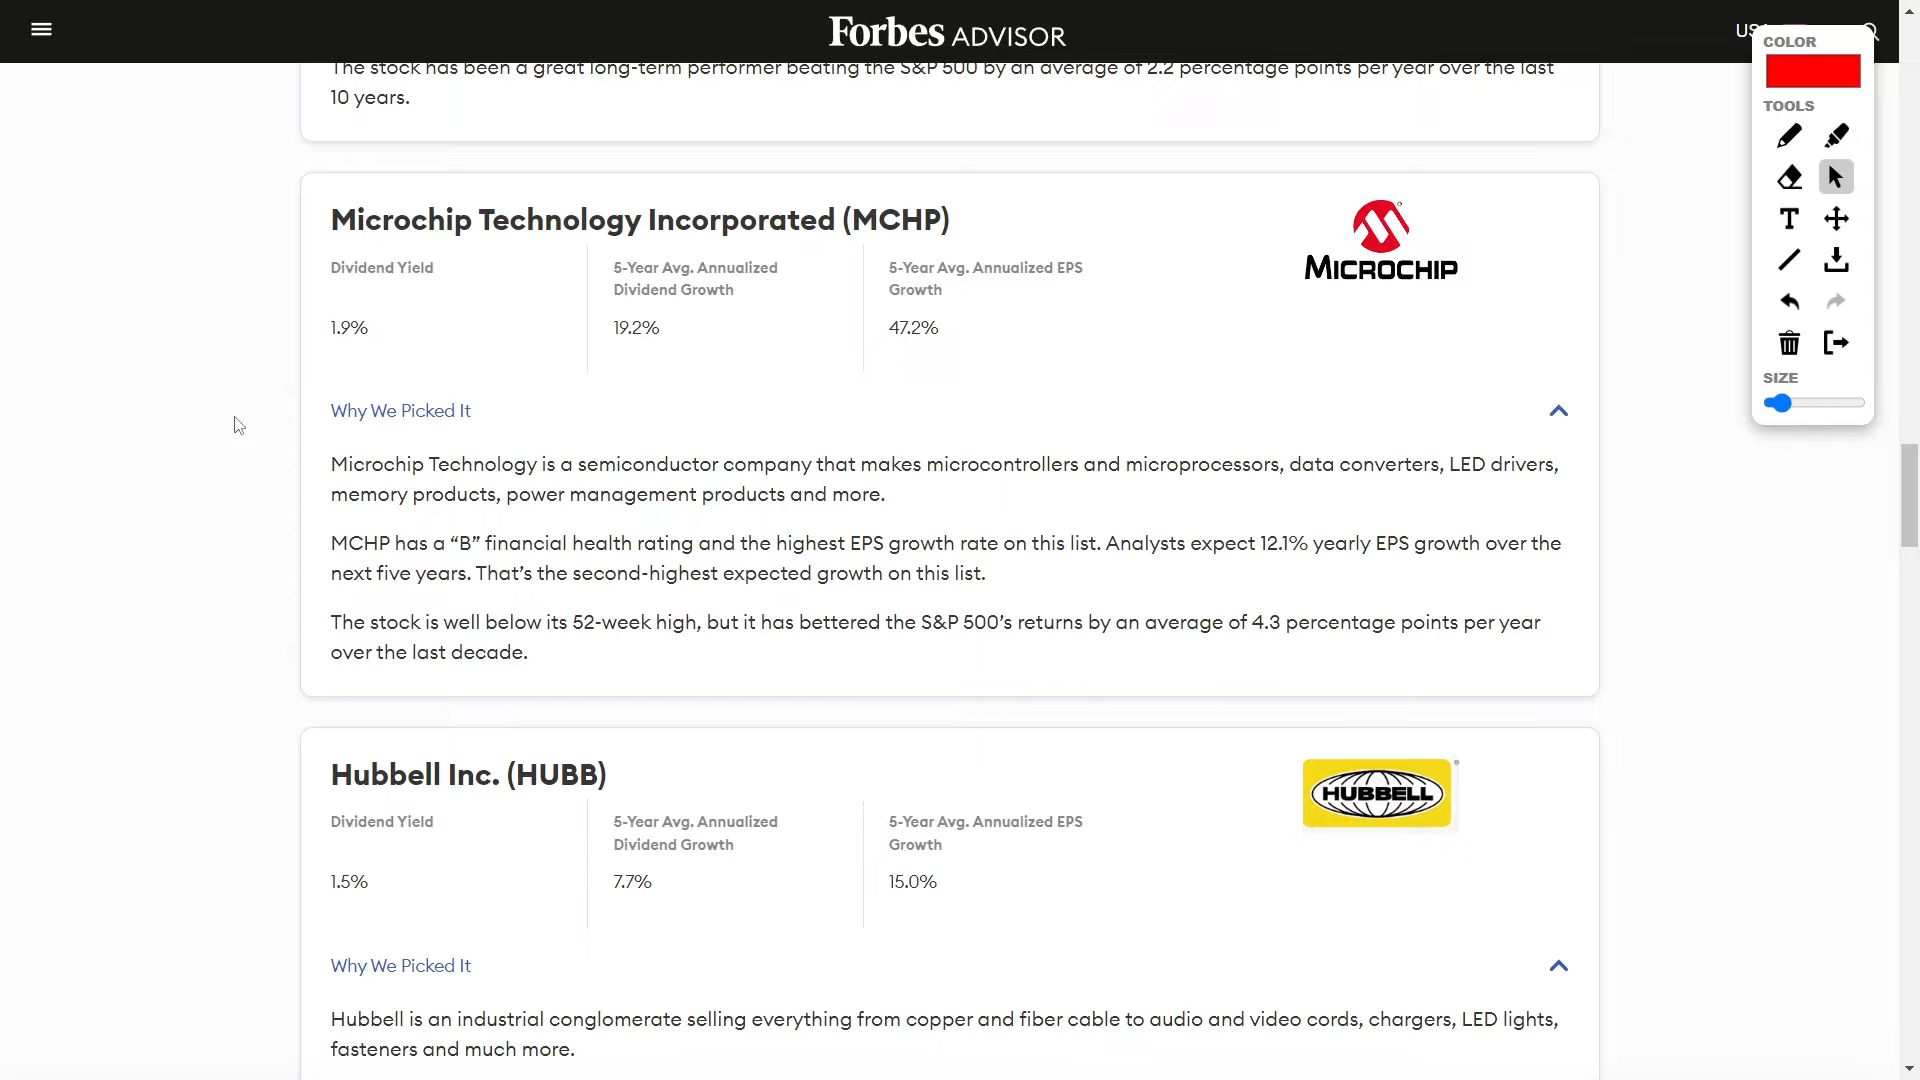 Forbes ADVISOR
The stock has been a great long-term performer beating the S&P 500 by an average of 2.2 percentage points per year over the last
10 years.
Microchip Technology Incorporated (MCHP)
MICROCHIP
Dividend Yield
5-Year Avg. Annualized
Dividend Growth
5-Year Avg. Annualized EPS
Growth
1.9%
19.2%
47.2%
Why We Picked It
Microchip Technology is a semiconductor company that makes microcontrollers and microprocessors, data converters, LED drivers,
memory products, power management products and more.
MCHP has a “B” financial health rating and the highest EPS growth rate on this list. Analysts expect 12.1% yearly EPS growth over the
next five years. That’s the second-highest expected growth on this list.
The stock is well below its 52-week high, but it has bettered the S&P 500’s returns by an average of 4.3 percentage points per year
over the last decade.
Hubbell Inc. (HUBB)
HUBBELL
Dividend Yield
5-Year Avg. Annualized
Dividend Growth
5-Year Avg. Annualized EPS
Growth
1.5%
7.7%
15.0%
Why We Picked It
Hubbell is an industrial conglomerate selling everything from copper and fiber cable to audio and video cords, chargers, LED lights,
fasteners and much more.
COLOR
TOOLS
T
SIZE